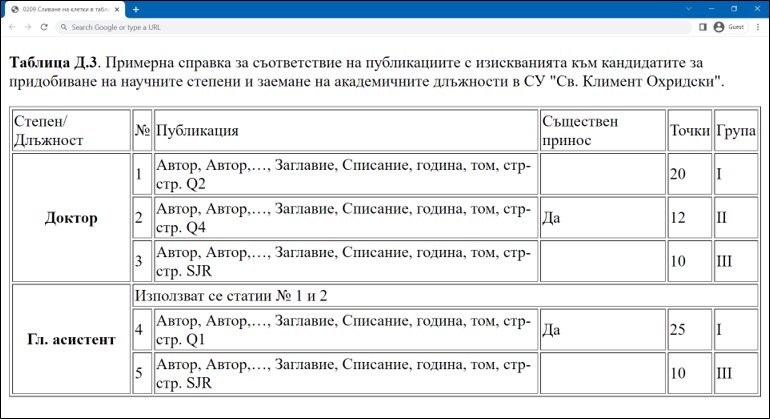 0209 Сливане на клетки в табли
Search Google or type a URL
Guest
Таблица Д.3. Примерна справка за съответствие на публикациите с изискванията към кандидатите за
придобиване на научните степени и заемане на академичните длъжности в СУ "Св. Климент Охридски".
Степен/
Длъжност
№
Публикация
Съществен
принос
Точки
Група
Доктор
1
Автор, Автор,…, Заглавие, Списание, година, том, стр-
стр. Q2
20
I
2
Автор, Автор,…, Заглавие, Списание, година, том, стр-
стр. Q4
Да
12
II
3
Автор, Автор,…, Заглавие, Списание, година, том, стр-
стр. SJR
10
III
Гл. асистент
Използват се статии № 1 и 2
4
Автор, Автор,…, Заглавие, Списание, година, том, стр-
стр. Q1
Да
25
I
5
Автор, Автор,…, Заглавие, Списание, година, том, стр-
стр. SJR
10
III